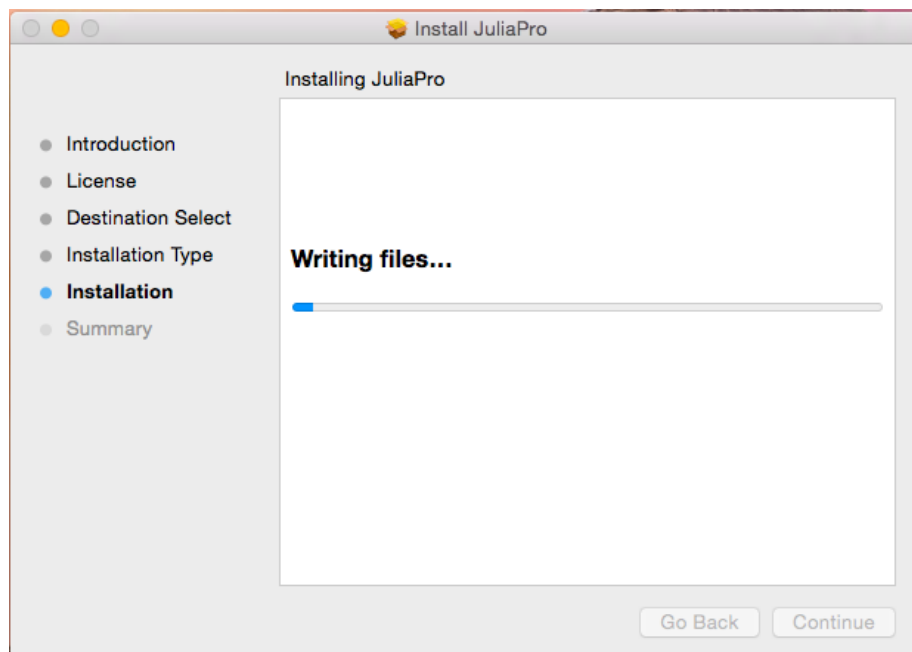 Install JuliaPro
Installing JuliaPro
Introduction
License
Destination Select
Installation Type
Installation
Summary
Writing files...
Go Back
Continue